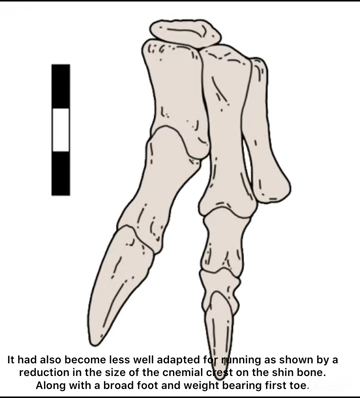 It had also become less well adapted for running as shown by a
reduction in the size of the cnemial crest on the shin bone.
Along with a broad foot and weight bearing first toe.